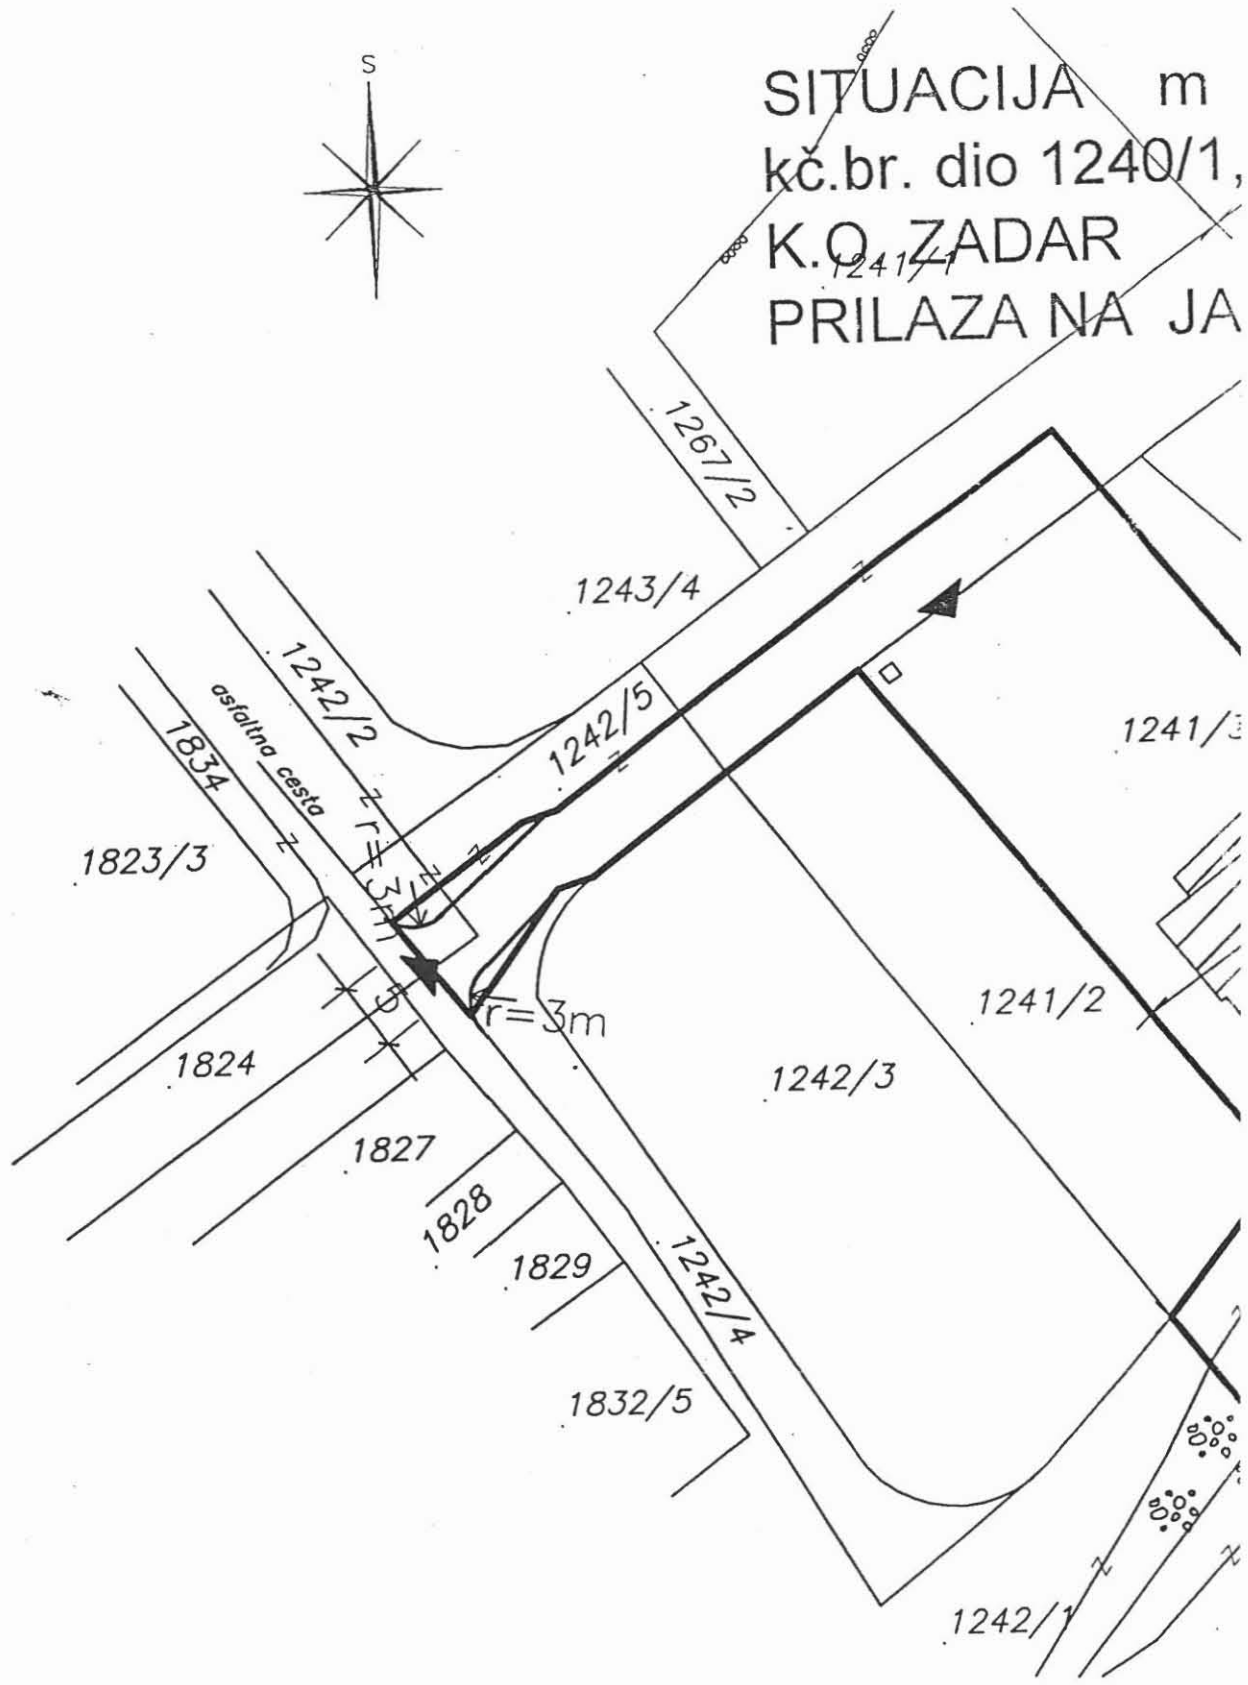 S
SITUACIJA m
kč.br. dio 1240/1,
K.O. ZADAR
1241/1
PRILAZA NA JA
1267/2
1243/4
1242/2
1242/5
asfaltna cesta
1834
1241/3
z
z
z
z
z
z
r=3m
1823/3
5
r=3m
1241/2
1824
1242/3
1827
1828
1829
1242/4
1832/5
z
z
z
1242/1